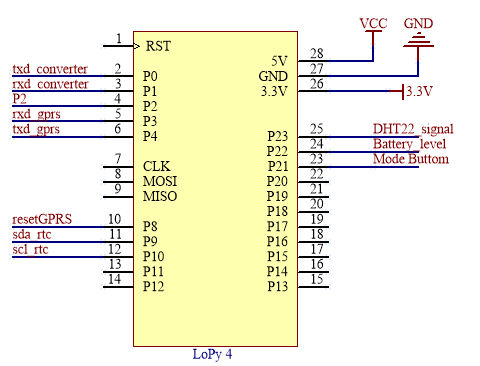 VCC GND
1 RST
5V 28
GND 27
3.3V 26 3.3V
txd_converter 2 P0
rxd_converter 3 P1
P2 4 P2
rxd_gprs 5 P3
txd_gprs 6 P4
P23 25 DHT22_signal
P22 24 Battery_level
P21 23 Mode Buttom
7 CLK P20 22
8 MOSI P19 21
9 MISO P18 20
resetGPRS 10 P8 P17 19
sda_rtc 11 P9 P16 18
scl_rtc 12 P10 P15 17
13 P11 P14 16
14 P12 P13 15
LoPy 4